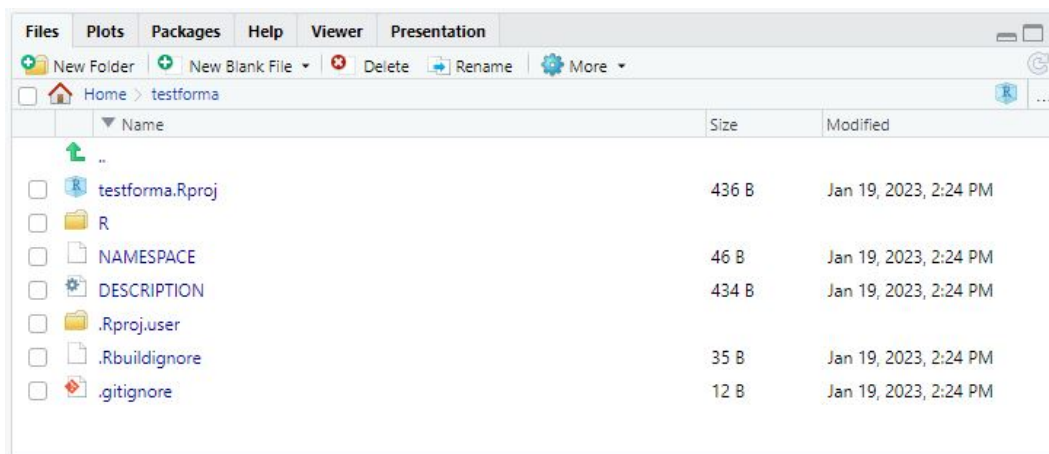 Files Plots Packages Help Viewer Presentation
New Folder New Blank File Delete Rename More
Home > testforma R ...
Name Size Modified
..
R testforma.Rproj 436 B Jan 19, 2023, 2:24 PM
R
NAMESPACE 46 B Jan 19, 2023, 2:24 PM
DESCRIPTION 434 B Jan 19, 2023, 2:24 PM
.Rproj.user
.Rbuildignore 35 B Jan 19, 2023, 2:24 PM
.gitignore 12 B Jan 19, 2023, 2:24 PM